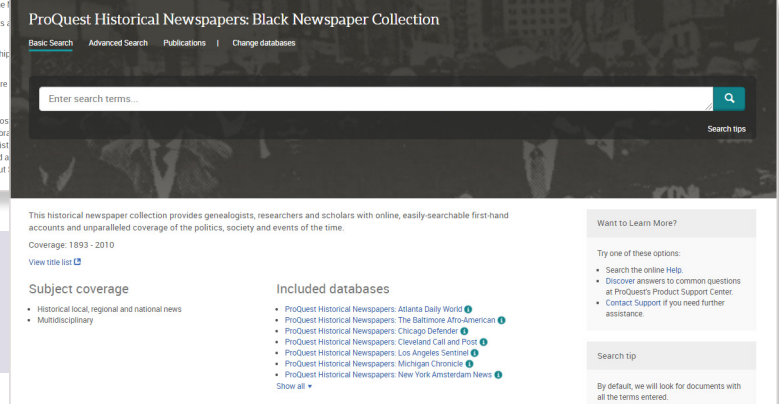 ProQuest Historical Newspapers: Black Newspaper Collection
Basic Search Advanced Search Publications | Change databases
Enter search terms...
Search tips
This historical newspaper collection provides genealogists, researchers and scholars with online, easily-searchable first-hand
accounts and unparalleled coverage of the politics, society and events of the time.
Coverage: 1893 - 2010
View title list
Subject coverage
• Historical local, regional and national news
• Multidisciplinary
Included databases
• ProQuest Historical Newspapers: Atlanta Daily World
• ProQuest Historical Newspapers: The Baltimore Afro-American
• ProQuest Historical Newspapers: Chicago Defender
• ProQuest Historical Newspapers: Cleveland Call and Post
• ProQuest Historical Newspapers: Los Angeles Sentinel
• ProQuest Historical Newspapers: Michigan Chronicle
• ProQuest Historical Newspapers: New York Amsterdam News
Show all
Want to Learn More?
Try one of these options:
• Search the online Help.
• Discover answers to common questions
at ProQuest's Product Support Center.
• Contact Support if you need further
assistance.
Search tip
By default, we will look for documents with
all the terms entered.